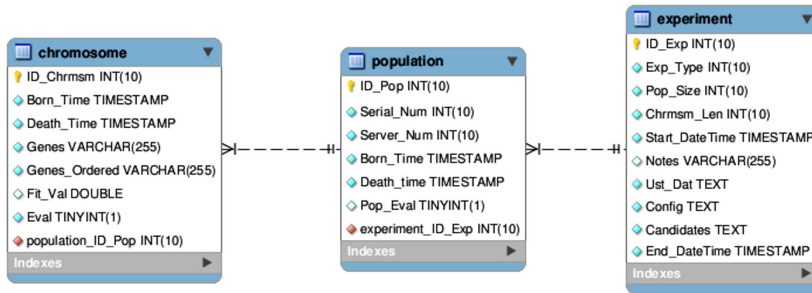 chromosome
ID_Chrmsm INT(10)
Born_Time TIMESTAMP
Death_Time TIMESTAMP
Genes VARCHAR(255)
Genes_Ordered VARCHAR(255)
Fit_Val DOUBLE
Eval TINYINT(1)
population_ID_Pop INT(10)
Indexes
population
ID_Pop INT(10)
Serial_Num INT(10)
Server_Num INT(10)
Born_Time TIMESTAMP
Death_time TIMESTAMP
Pop_Eval TINYINT(1)
experiment_ID_Exp INT(10)
Indexes
experiment
ID_Exp INT(10)
Exp_Type INT(10)
Pop_Size INT(10)
Chrmsm_Len INT(10)
Start_DateTime TIMESTAMP
Notes VARCHAR(255)
Ust_Dat TEXT
Config TEXT
Candidates TEXT
End_DateTime TIMESTAMP
Indexes